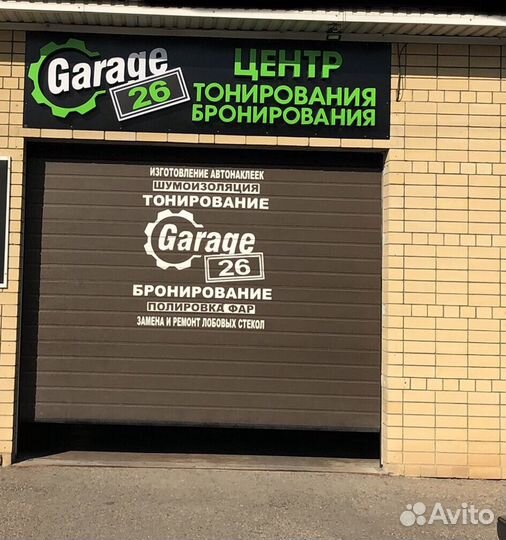 Garage
26
ЦЕНТР
ТОНИРОВАНИЯ
БРОНИРОВАНИЯ
ИЗГОТОВЛЕНИЕ АВТОНАКЛЕЕК
ШУМОИЗОЛЯЦИЯ
ТОНИРОВАНИЕ
Garage
26
БРОНИРОВАНИЕ
ПОЛИРОВКА ФАР
ЗАМЕНА И РЕМОНТ ЛОБОВЫХ СТЕКОЛ
Avito